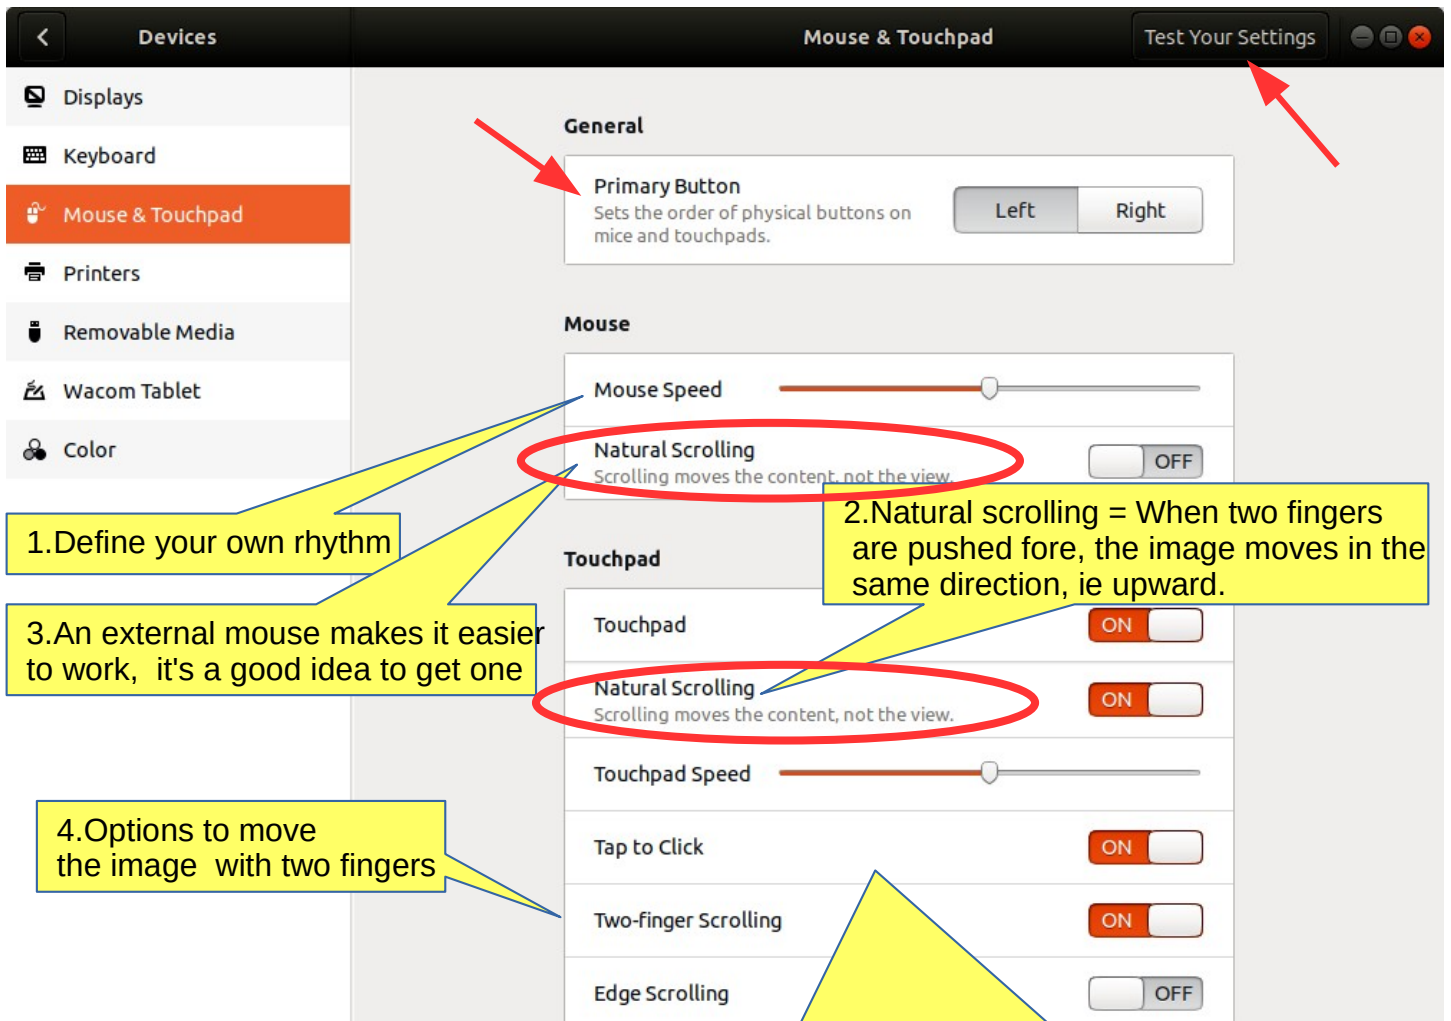 Devices
Mouse & Touchpad
Test Your Settings
Displays
Keyboard
Mouse & Touchpad
Printers
Removable Media
Wacom Tablet
Color
General
Primary Button
Sets the order of physical buttons on
mice and touchpads.
Left
Right
Mouse
Mouse Speed
Natural Scrolling
Scrolling moves the content, not the view.
OFF
1.Define your own rhythm
2.Natural scrolling = When two fingers
are pushed fore, the image moves in the
same direction, ie upward.
3.An external mouse makes it easier
to work,  it's a good idea to get one
Touchpad
Touchpad
ON
Natural Scrolling
Scrolling moves the content, not the view.
ON
Touchpad Speed
4.Options to move
the image  with two fingers
Tap to Click
ON
Two-finger Scrolling
ON
Edge Scrolling
OFF